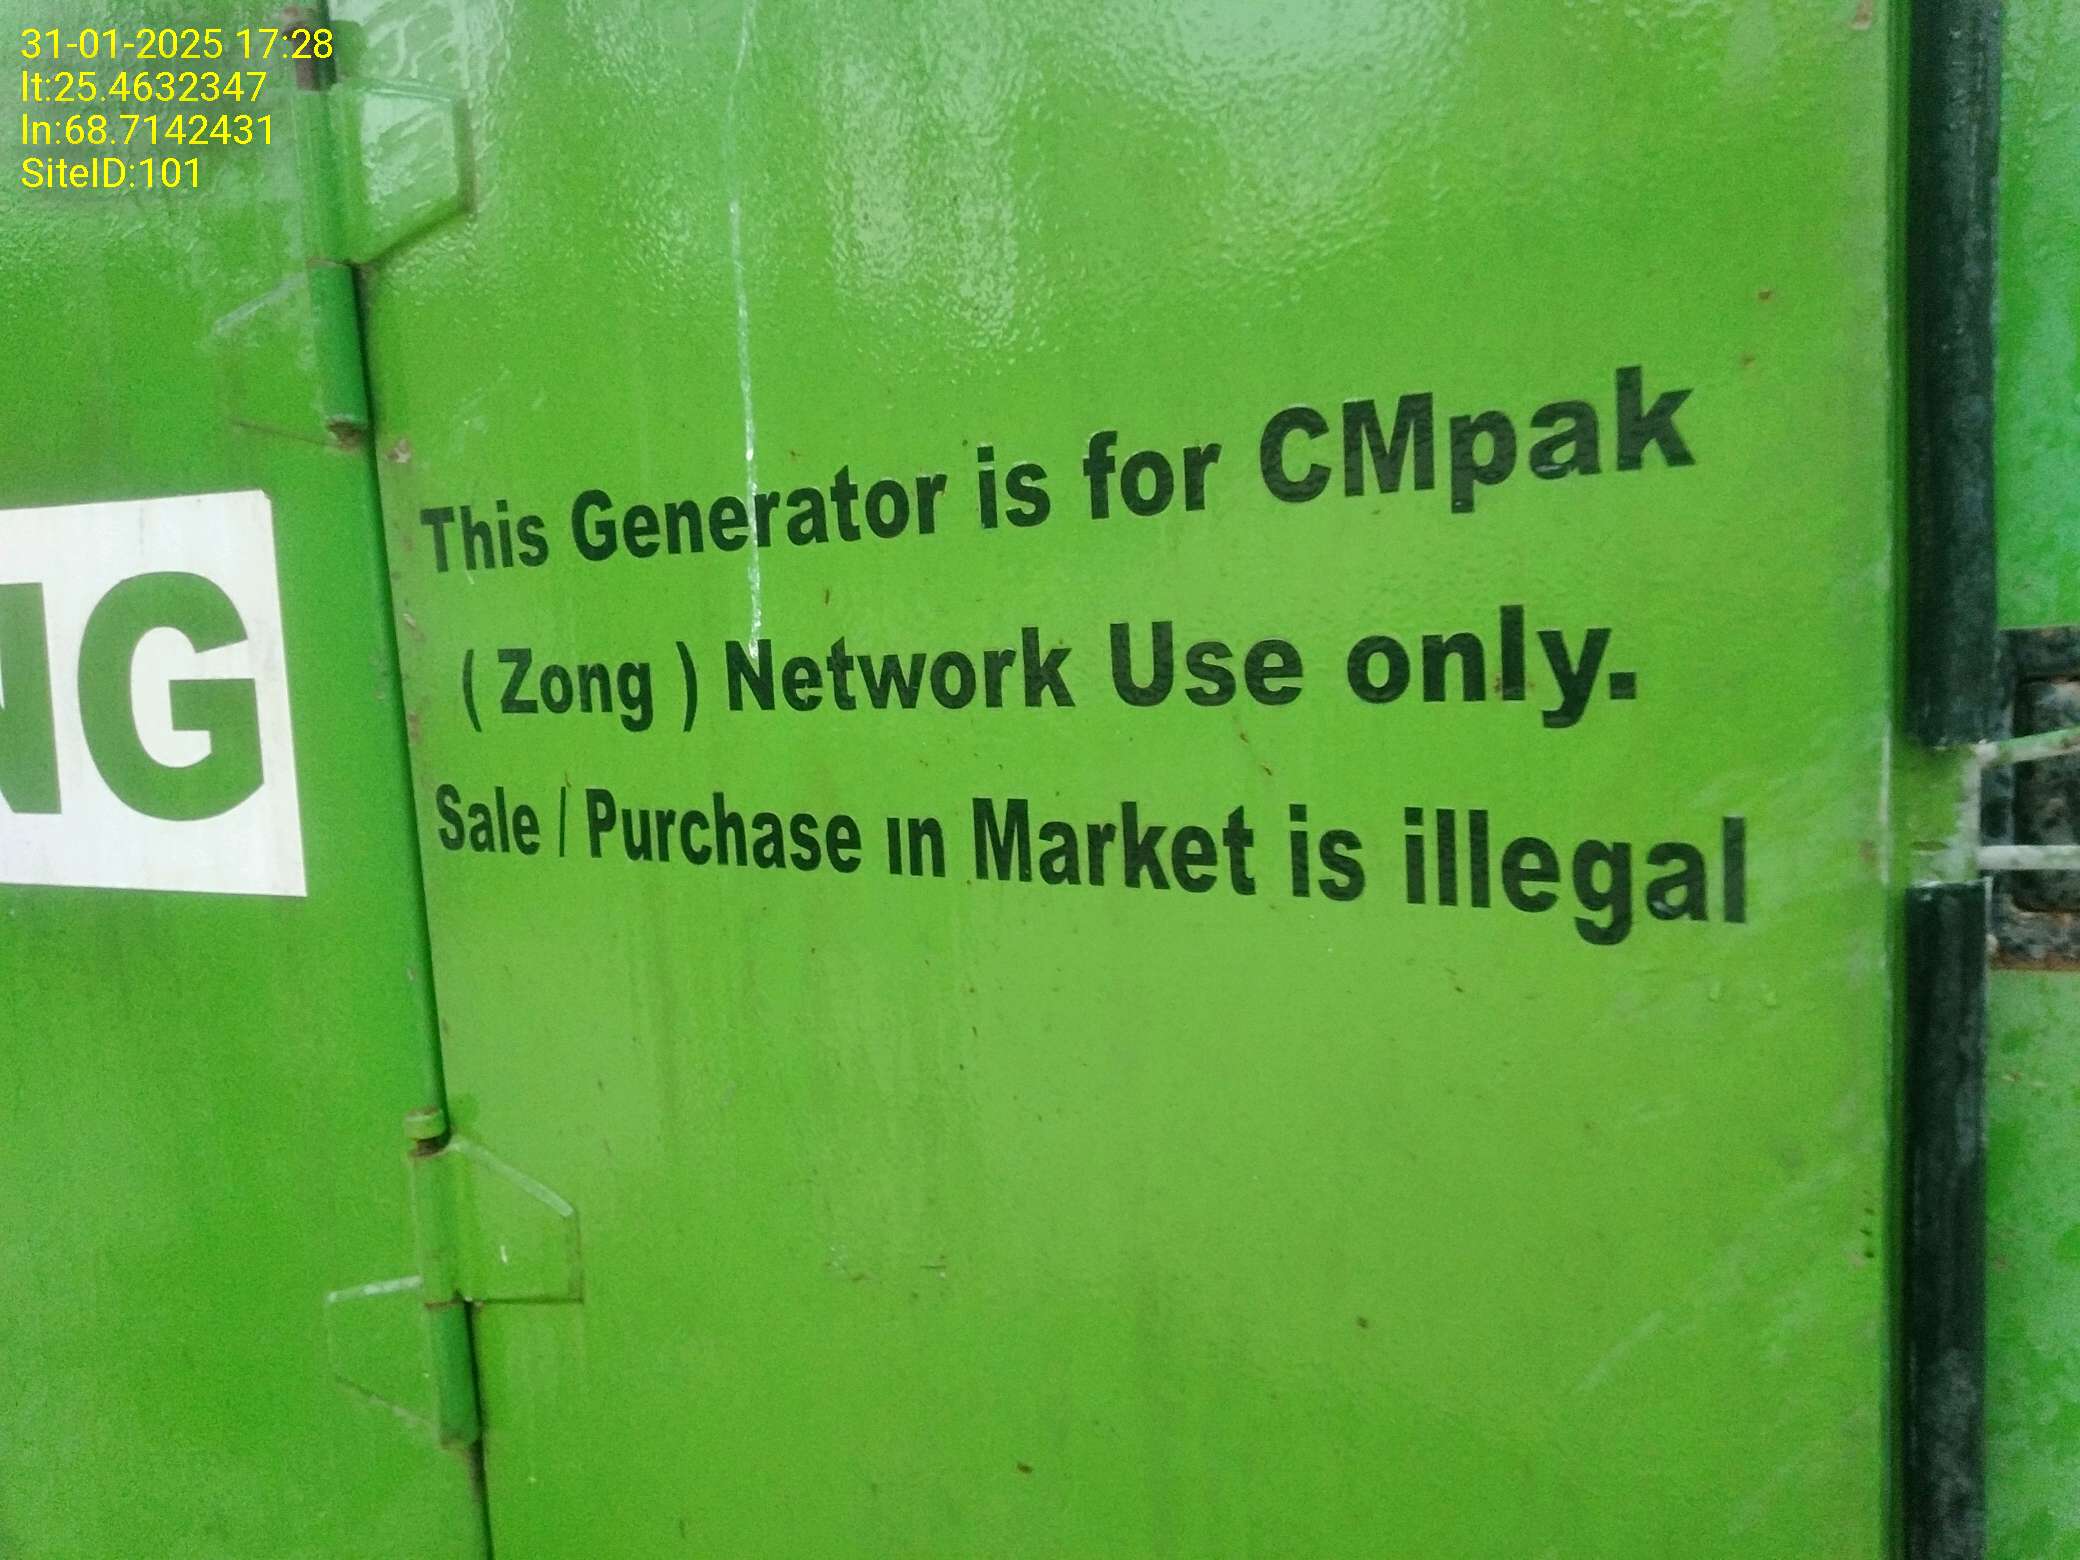 31-01-2025 17:28
lt:25.4632347
ln:68.7142431
SiteID:101
NG
This Generator is for CMpak
( Zong ) Network Use only.
Sale / Purchase in Market is illegal